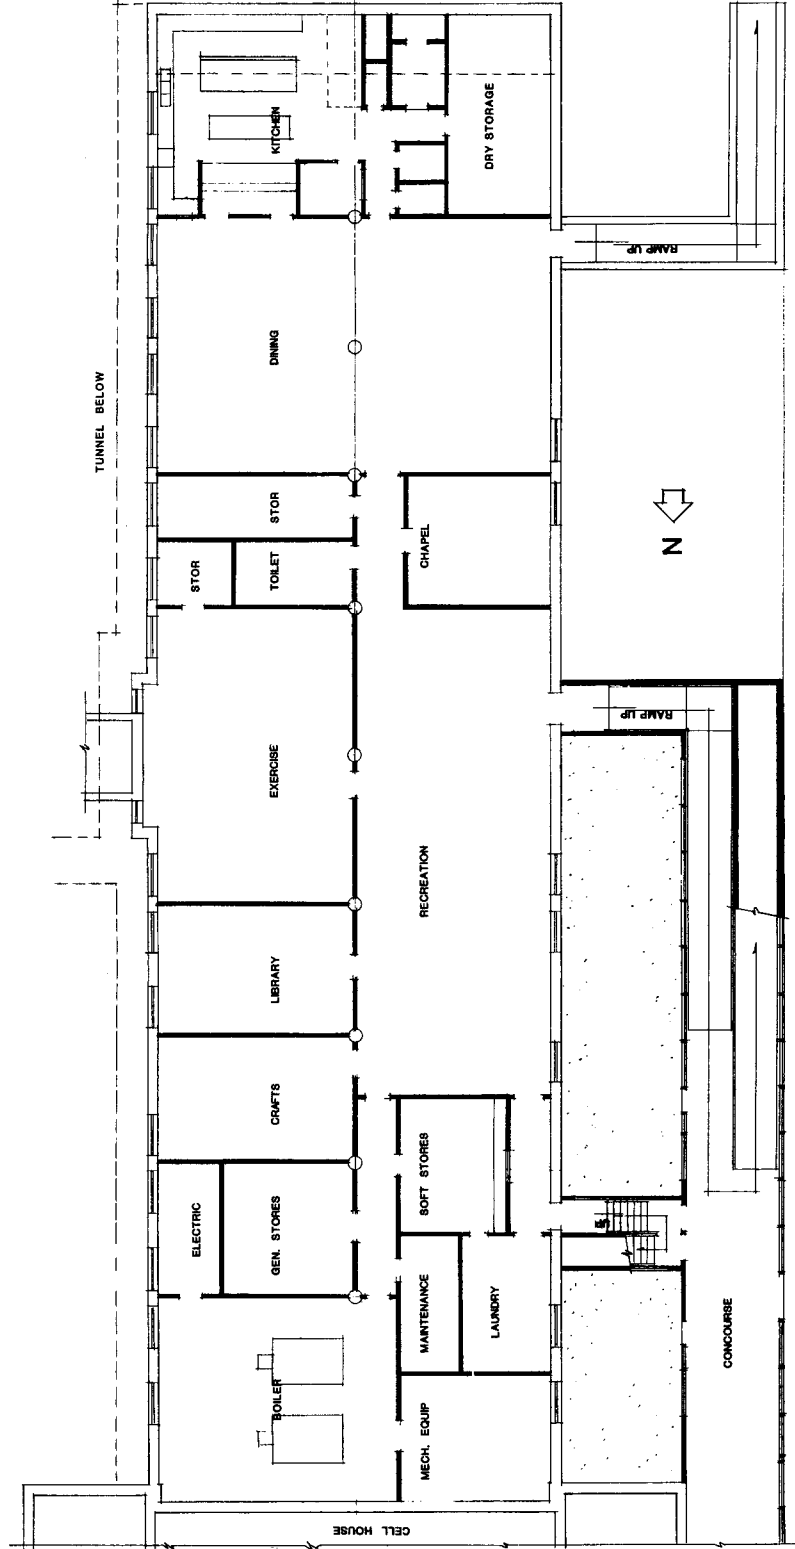 KITCHEN
DRY STORAGE
RAMP UP
DINING
TUNNEL BELOW
STOR
CHAPEL
N
STOR
TOILET
RAMP UP
EXERCISE
RECREATION
LIBRARY
CRAFTS
SOFT STORES
ELECTRIC
GEN. STORES
UP
MAINTENANCE
LAUNDRY
CONCOURSE
BOILER
MECH. EQUIP
CELL HOUSE